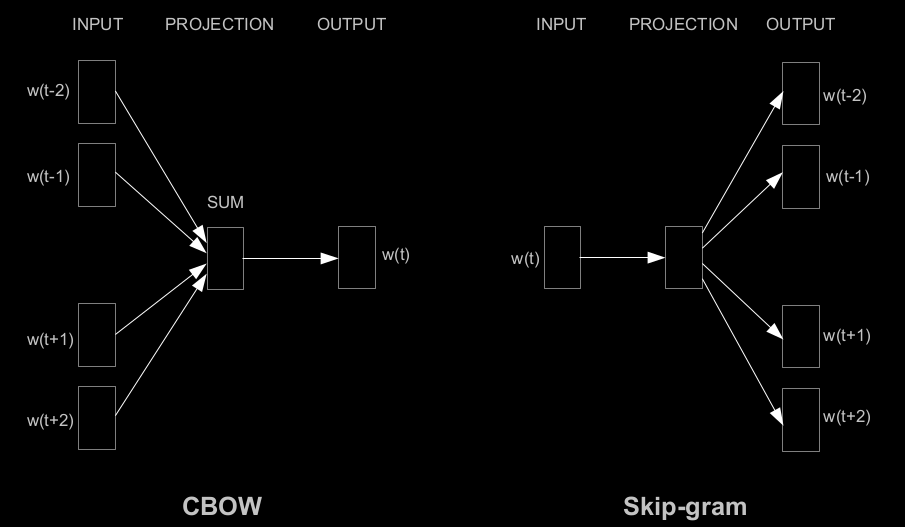 INPUT PROJECTION OUTPUT
w(t-2)
w(t-1)
SUM
w(t)
w(t+1)
w(t+2)
CBOW
INPUT PROJECTION OUTPUT
w(t-2)
w(t-1)
w(t)
w(t+1)
w(t+2)
Skip-gram